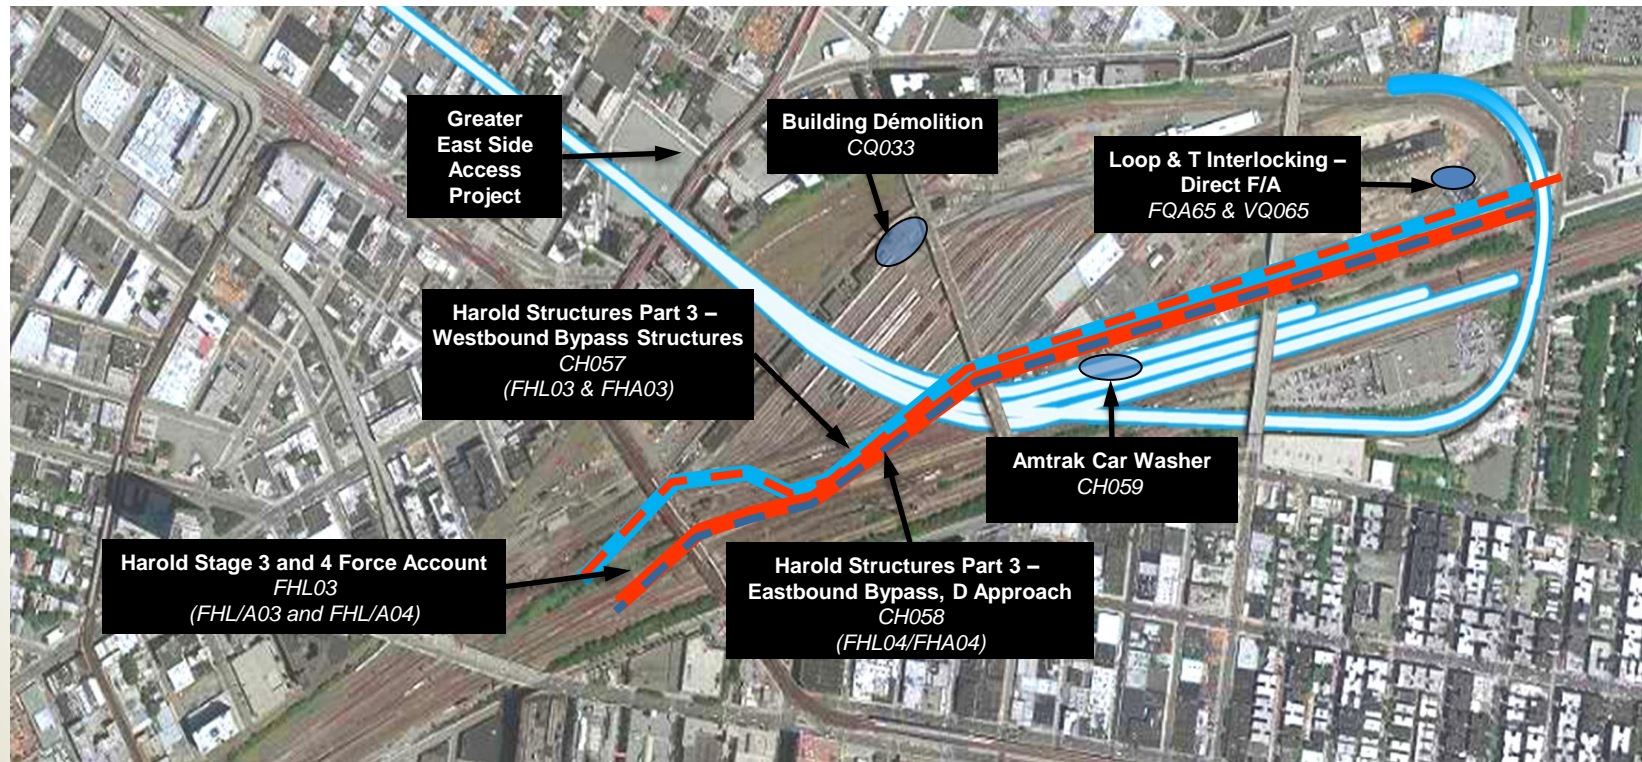 Greater
East Side
Access
Project
Building Démolition
CQ033
Loop & T Interlocking –
Direct F/A
FQA65 & VQ065
Harold Structures Part 3 –
Westbound Bypass Structures
CH057
(FHL03 & FHA03)
Amtrak Car Washer
CH059
Harold Stage 3 and 4 Force Account
FHL03
(FHL/A03 and FHL/A04)
Harold Structures Part 3 –
Eastbound Bypass, D Approach
CH058
(FHL04/FHA04)